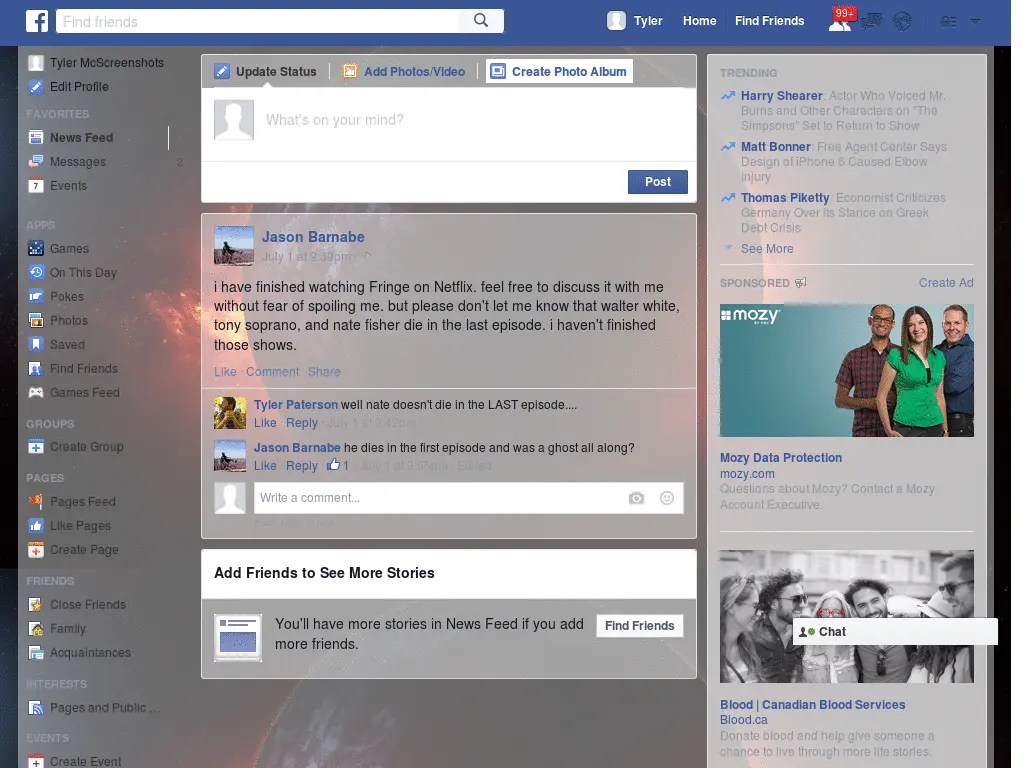 Find friends
Tyler
Home
Find Friends
99+
Tyler McScreenshots
Edit Profile
FAVORITES
News Feed
Messages 2
Events
APPS
Games
On This Day
Pokes
Photos
Saved
Find Friends
Games Feed
GROUPS
Create Group
PAGES
Pages Feed
Like Pages
Create Page
FRIENDS
Close Friends
Family
Acquaintances
INTERESTS
Pages and Public ...
EVENTS
Create Event
Update Status
Add Photos/Video
Create Photo Album
What's on your mind?
Post
Jason Barnabe
July 1 at 9:39pm ·
i have finished watching Fringe on Netflix. feel free to discuss it with me
without fear of spoiling me. but please don't let me know that walter white,
tony soprano, and nate fisher die in the last episode. i haven't finished
those shows.
Like · Comment · Share
Tyler Paterson well nate doesn't die in the LAST episode....
Like · Reply · July 1 at 9:42pm
Jason Barnabe he dies in the first episode and was a ghost all along?
Like · Reply · 1 · July 1 at 9:55pm · Edited
Write a comment...
Add Friends to See More Stories
You'll have more stories in News Feed if you add
more friends.
Find Friends
TRENDING
Harry Shearer: Actor Who Voiced Mr.
Burns and Other Characters on "The
Simpsons" Set to Return to Show
Matt Bonner: Free Agent Center Says
Design of iPhone 6 Caused Elbow
Injury
Thomas Piketty: Economist Criticizes
Germany Over Its Stance on Greek
Debt Crisis
See More
SPONSORED
Create Ad
mozy
BY EMC
Mozy Data Protection
mozy.com
Questions about Mozy? Contact a Mozy
Account Executive.
Chat
Blood | Canadian Blood Services
Blood.ca
Donate blood and help give someone a
chance to live through more life stories.